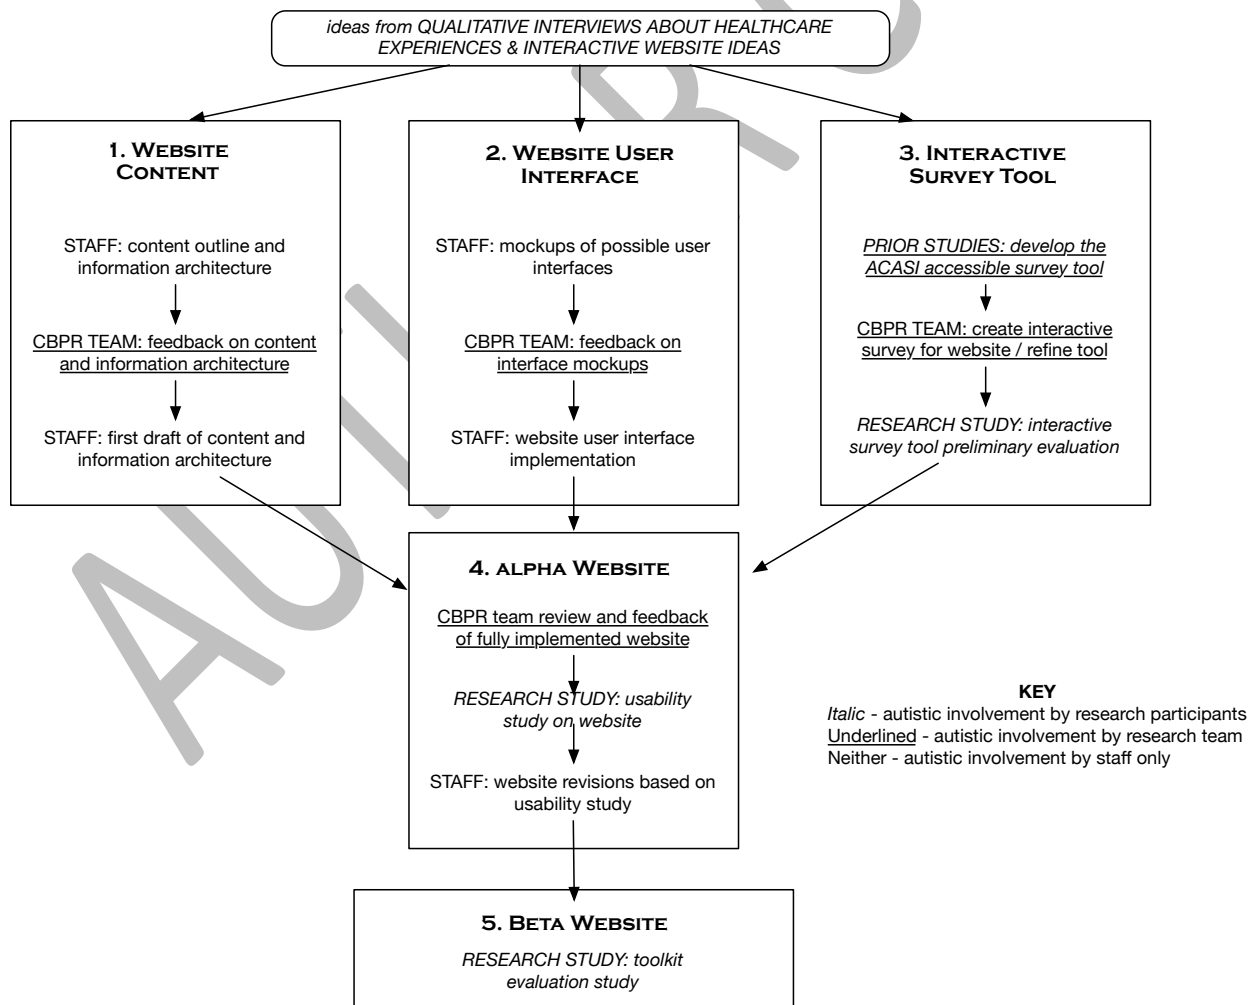 ideas from QUALITATIVE INTERVIEWS ABOUT HEALTHCARE
EXPERIENCES & INTERACTIVE WEBSITE IDEAS
1. WEBSITE
CONTENT
STAFF: content outline and
information architecture
CBPR TEAM: feedback on content
and information architecture
STAFF: first draft of content and
information architecture
2. WEBSITE USER
INTERFACE
STAFF: mockups of possible user
interfaces
CBPR TEAM: feedback on
interface mockups
STAFF: website user interface
implementation
3. INTERACTIVE
SURVEY TOOL
PRIOR STUDIES: develop the
ACASI accessible survey tool
CBPR TEAM: create interactive
survey for website / refine tool
RESEARCH STUDY: interactive
survey tool preliminary evaluation
4. ALPHA WEBSITE
CBPR team review and feedback
of fully implemented website
RESEARCH STUDY: usability
study on website
STAFF: website revisions based on
usability study
KEY
Italic - autistic involvement by research participants
Underlined - autistic involvement by research team
Neither - autistic involvement by staff only
5. BETA WEBSITE
RESEARCH STUDY: toolkit
evaluation study